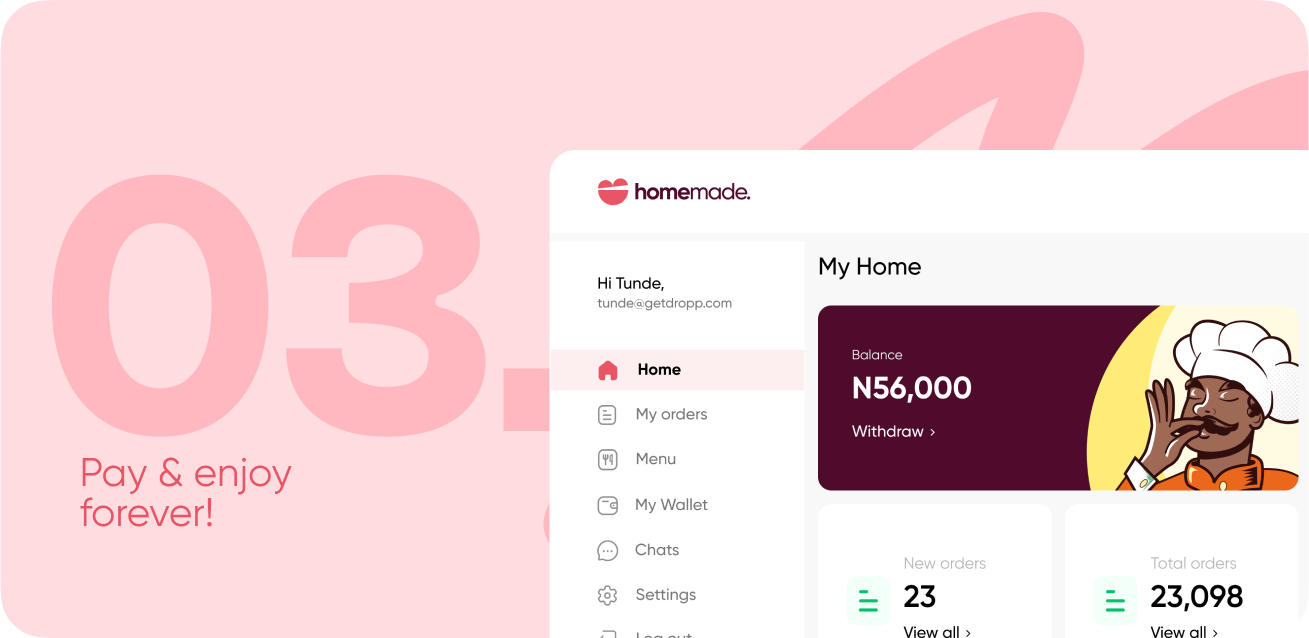 03.
Pay & enjoy
forever!
homemade.
Hi Tunde,
tunde@getdropp.com
Home
My orders
Menu
My Wallet
Chats
Settings
Log out
My Home
Balance
N56,000
Withdraw ›
New orders
23
View all ›
Total orders
23,098
View all ›